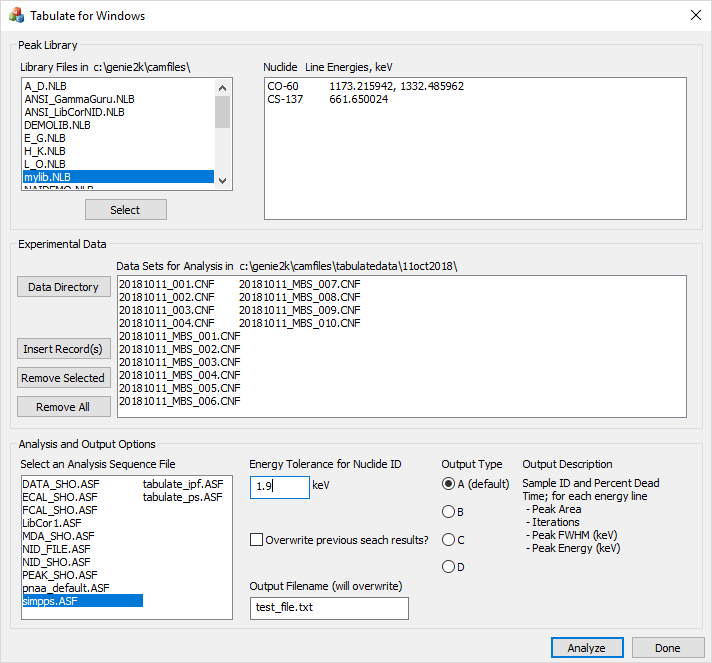 Tabulate for Windows
Peak Library
Library Files in c:\genie2k\camfiles\
A_D.NLB
ANSI_GammaGuru.NLB
ANSI_LibCorNID.NLB
DEMOLIB.NLB
E_G.NLB
H_K.NLB
L_O.NLB
mylib.NLB
NAIDEMO.NLB
Select
Nuclide Line Energies, keV
CO-60 1173.215942, 1332.485962
CS-137 661.650024
Experimental Data
Data Sets for Analysis in c:\genie2k\camfiles\tabulatedata\11oct2018\
Data Directory
Insert Record(s)
Remove Selected
Remove All
20181011_001.CNF 20181011_MBS_007.CNF
20181011_002.CNF 20181011_MBS_008.CNF
20181011_003.CNF 20181011_MBS_009.CNF
20181011_004.CNF 20181011_MBS_010.CNF
20181011_MBS_001.CNF
20181011_MBS_002.CNF
20181011_MBS_003.CNF
20181011_MBS_004.CNF
20181011_MBS_005.CNF
20181011_MBS_006.CNF
Analysis and Output Options
Select an Analysis Sequence File
DATA_SHO.ASF tabulate_ipf.ASF
ECAL_SHO.ASF tabulate_ps.ASF
FCAL_SHO.ASF
LibCor1.ASF
MDA_SHO.ASF
NID_FILE.ASF
NID_SHO.ASF
PEAK_SHO.ASF
pnaa_default.ASF
simpps.ASF
Energy Tolerance for Nuclide ID
1.9 keV
Overwrite previous seach results?
Output Filename (will overwrite)
test_file.txt
Output Type
A (default)
B
C
D
Output Description
Sample ID and Percent Dead
Time; for each energy line
- Peak Area
- Iterations
- Peak FWHM (keV)
- Peak Energy (keV)
Analyze
Done